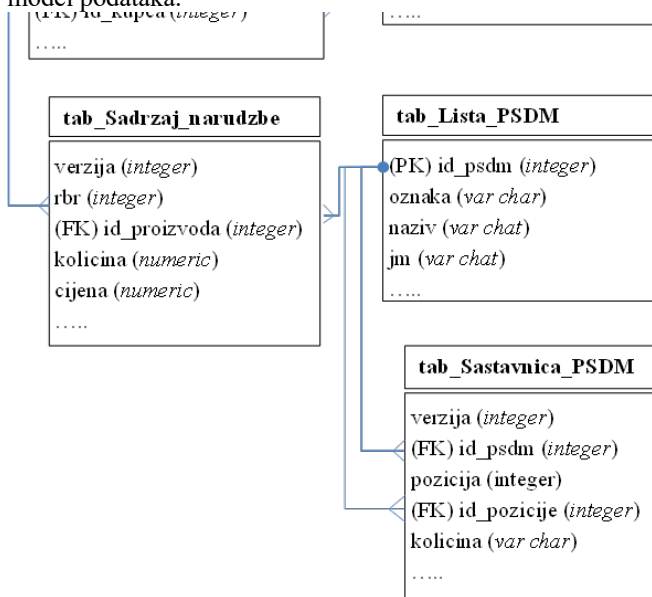 model podataka.
(FK) id_kupca (integer)
.....
.....
tab_Sadrzaj_narudzbe
verzija (integer)
rbr (integer)
(FK) id_proizvoda (integer)
kolicina (numeric)
cijena (numeric)
.....
tab_Lista_PSDM
(PK) id_psdm (integer)
oznaka (var char)
naziv (var chat)
jm (var chat)
.....
tab_Sastavnica_PSDM
verzija (integer)
(FK) id_psdm (integer)
pozicija (integer)
(FK) id_pozicije (integer)
kolicina (var char)
.....